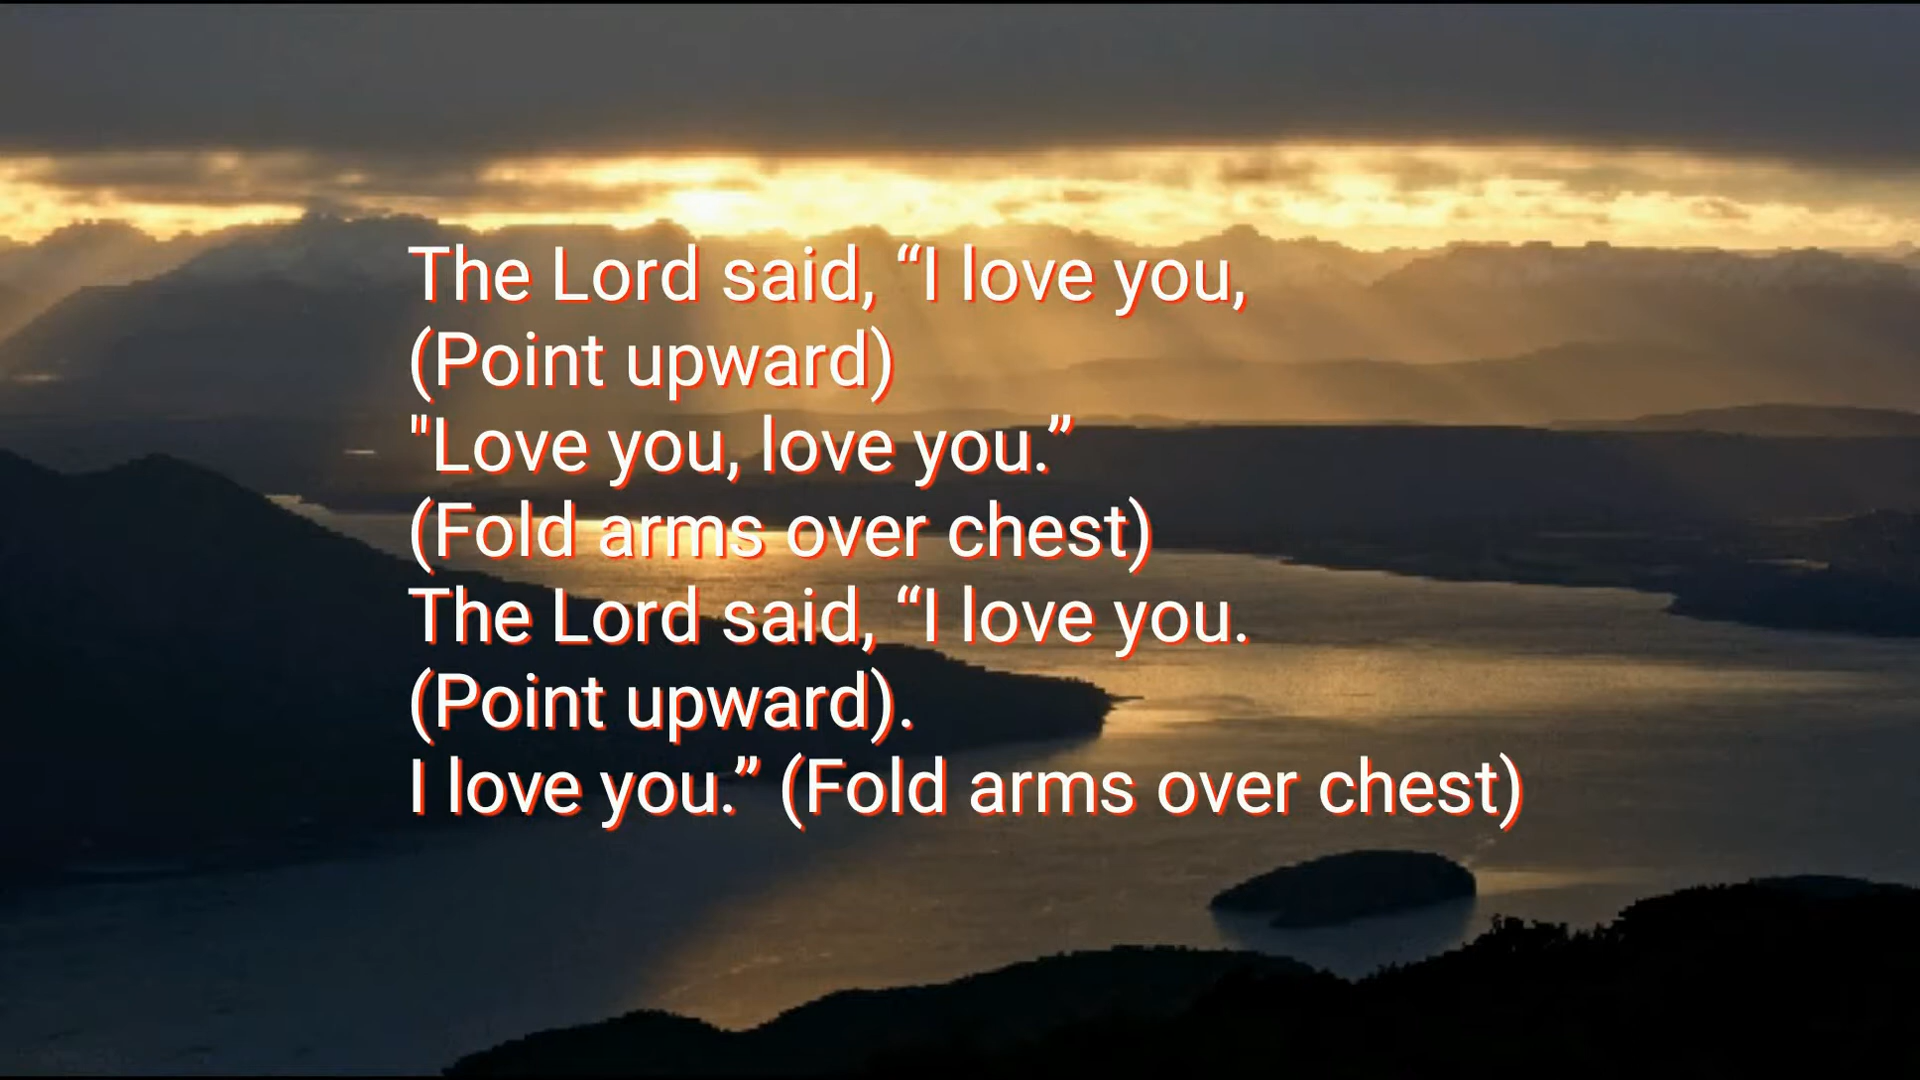 The Lord said, “I love you,
(Point upward)
"Love you, love you.”
(Fold arms over chest)
The Lord said, “I love you.
(Point upward).
I love you.” (Fold arms over chest)